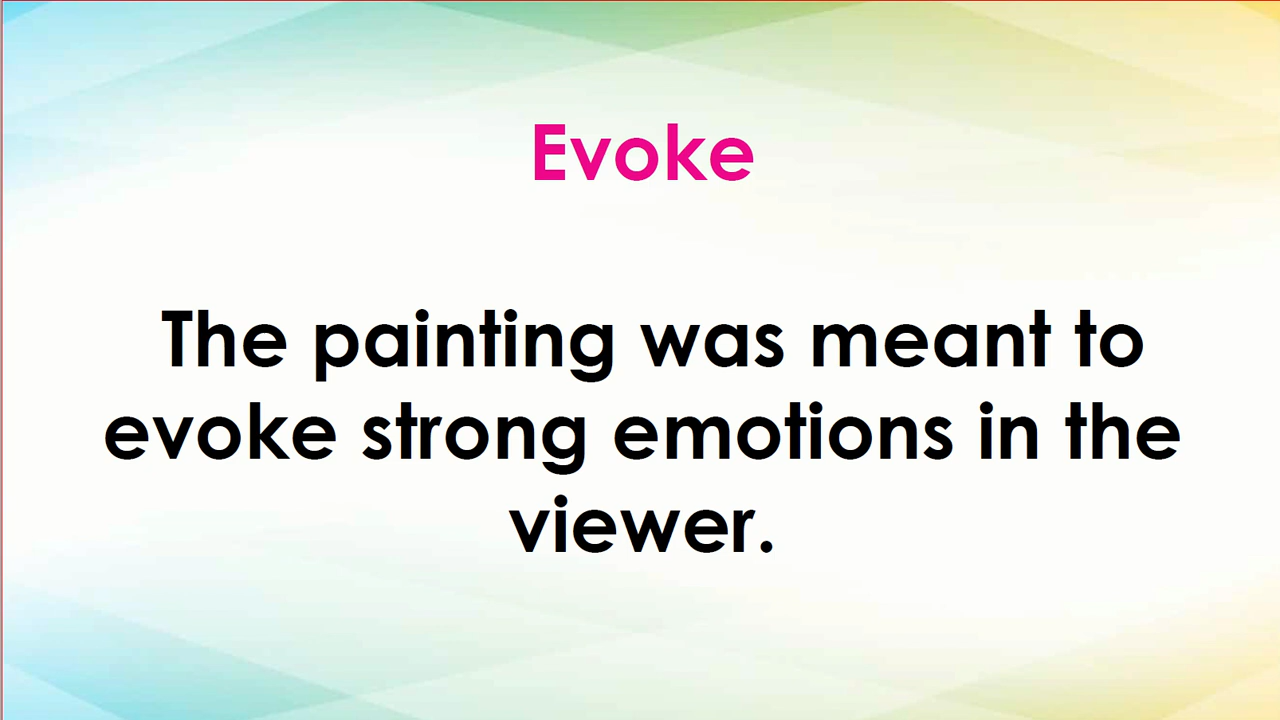 Evoke
The painting was meant to
evoke strong emotions in the
viewer.